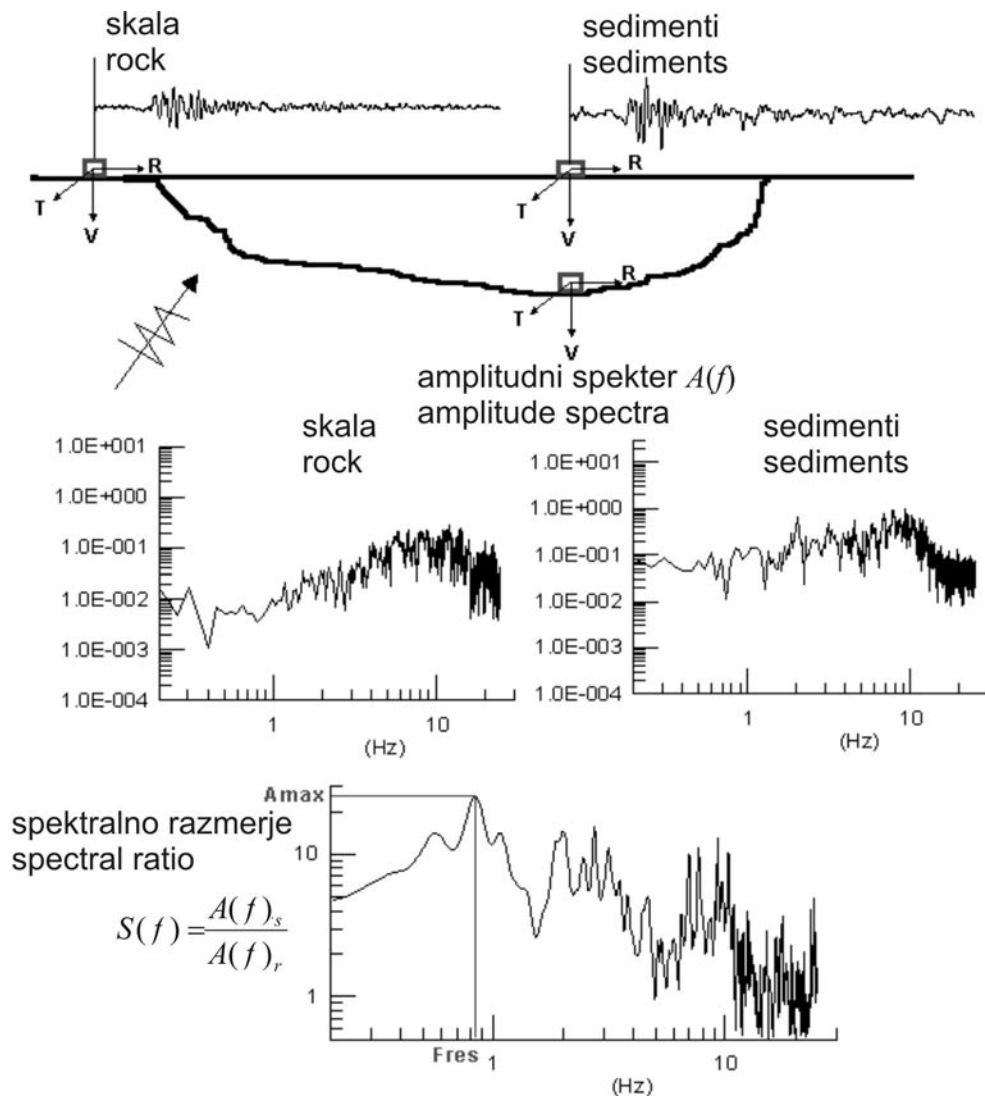 skala
rock
sedimenti
sediments
R
T
V
R
T
V
R
T
V
amplitudni spekter A(f)
amplitude spectra
skala
rock
sedimenti
sediments
1.0E+001
1.0E+000
1.0E-001
1.0E-002
1.0E-003
1.0E-004
1
10
(Hz)
1.0E+001
1.0E+000
1.0E-001
1.0E-002
1.0E-003
1.0E-004
1
10
(Hz)
spektralno razmerje
spectral ratio
S(f)=A(f)s/A(f)r
Amax
10
1
Fres
1
10
(Hz)